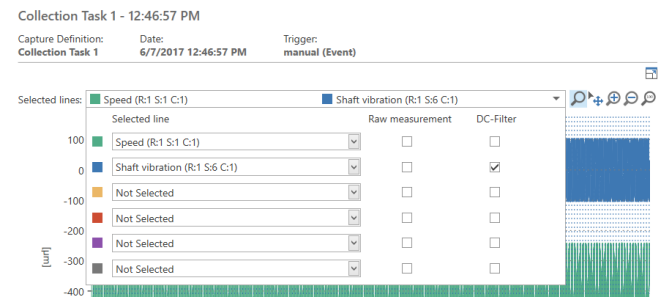 Collection Task 1 - 12:46:57 PM
Capture Definition: Date: Trigger:
Collection Task 1 6/7/2017 12:46:57 PM manual (Event)
Selected lines: Speed (R:1 S:1 C:1) Shaft vibration (R:1 S:6 C:1)
Selected line Raw measurement DC-Filter
100 Speed (R:1 S:1 C:1)
0 Shaft vibration (R:1 S:6 C:1)
Not Selected
-100
Not Selected
-200
Not Selected
-300
Not Selected
-400
[µm]